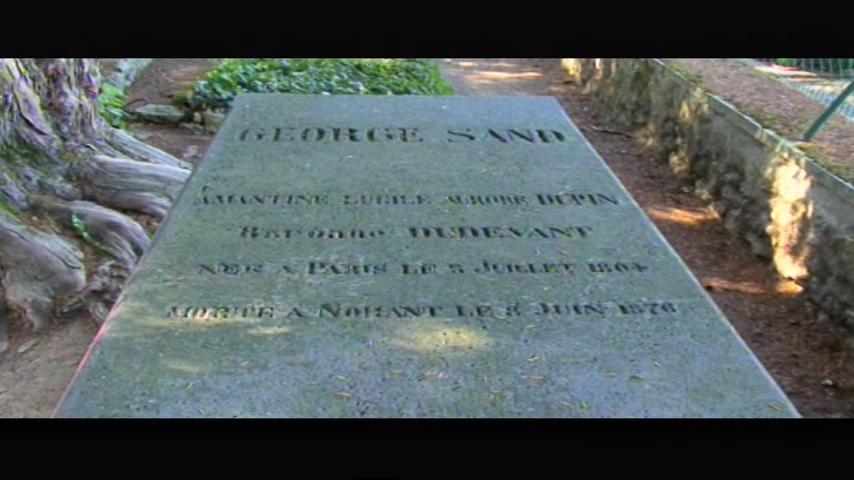 GEORGE SAND
AMANTINE LUCILE AURORE DUPIN
Baronne DUDEVANT
NEE A PARIS LE 5 JUILLET 1804
MORTE A NOHANT LE 8 JUIN 1876